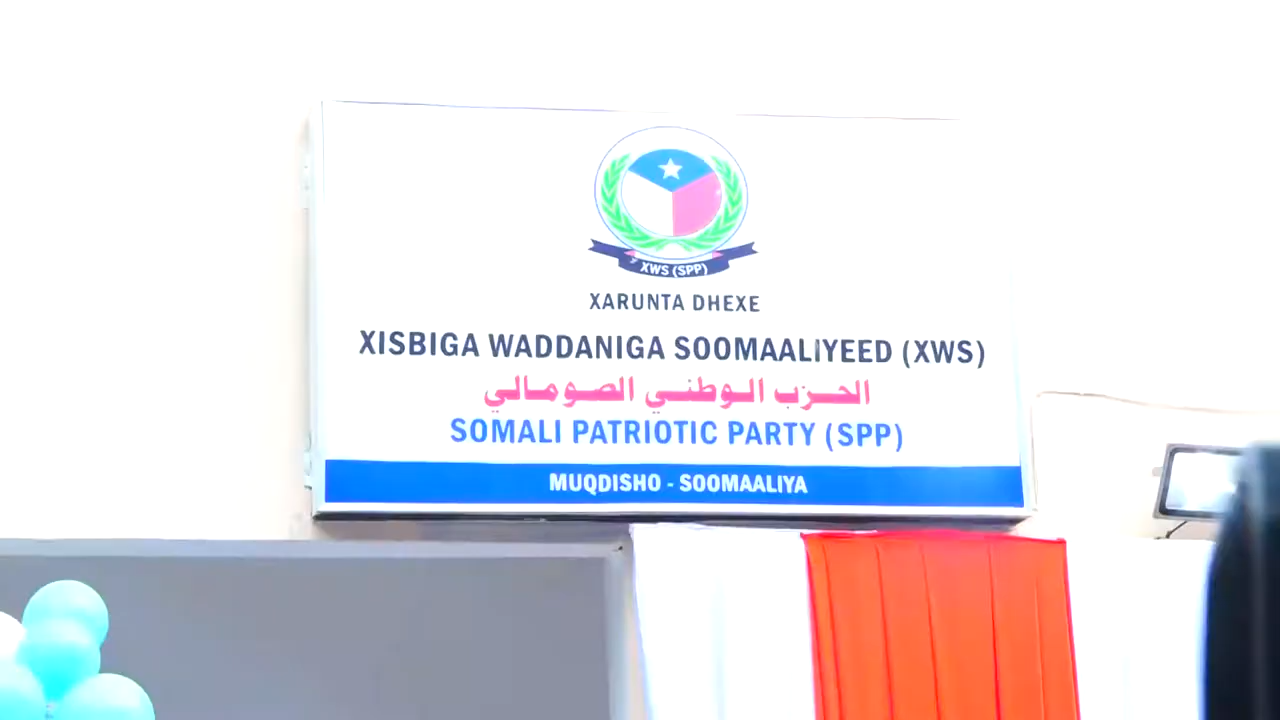 XWS (SPP)
XARUNTA DHEXE
XISBIGA WADDANIGA SOOMAALIYEED (XWS)
الحزب الوطني الصومالي
SOMALI PATRIOTIC PARTY (SPP)
MUQDISHO - SOOMAALIYA